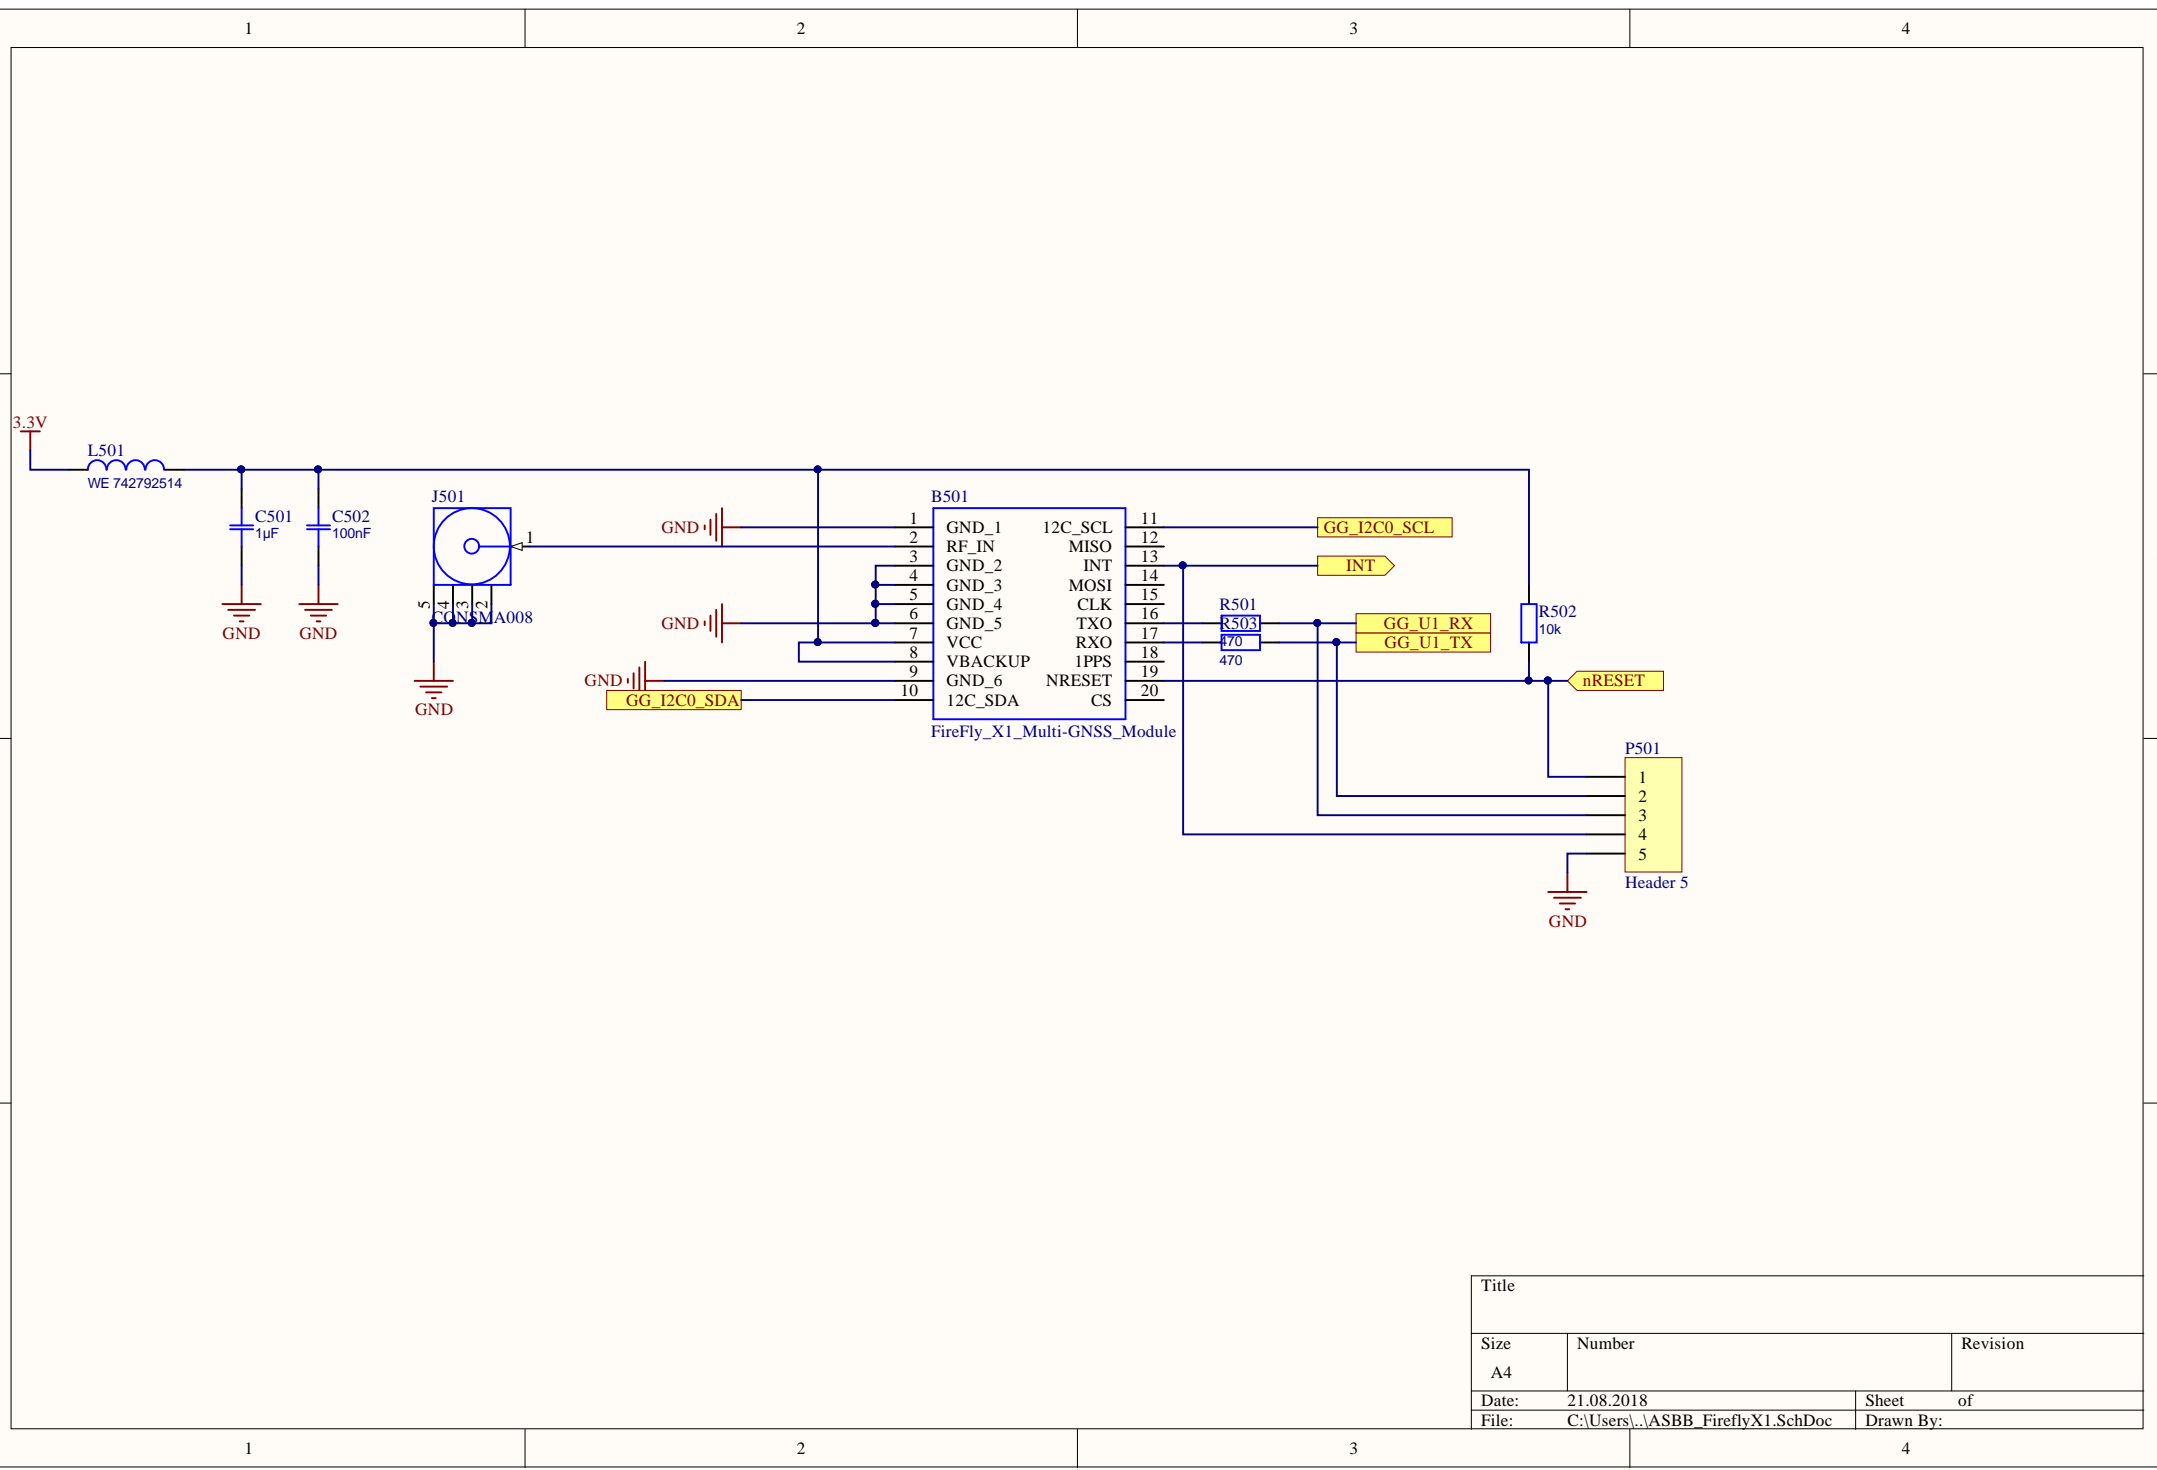 1 2 3 4
3.3V
L501
WE 742792514
C501
1µF
C502
100nF
GND
GND
J501
1
5 4 3 2
CONSMA008
GND
GND
GND
GND
GG_I2C0_SDA
B501
1 GND_1
2 RF_IN
3 GND_2
4 GND_3
5 GND_4
6 GND_5
7 VCC
8 VBACKUP
9 GND_6
10 12C_SDA
12C_SCL 11
MISO 12
INT 13
MOSI 14
CLK 15
TXO 16
RXO 17
1PPS 18
NRESET 19
CS 20
FireFly_X1_Multi-GNSS_Module
GG_I2C0_SCL
INT
R501
R503
470
470
GG_U1_RX
GG_U1_TX
R502
10k
nRESET
P501
1
2
3
4
5
Header 5
GND
Title
Size
A4
Number
Revision
Date: 21.08.2018
Sheet of
File: C:\Users\..\ASBB_FireflyX1.SchDoc
Drawn By:
1 2 3 4